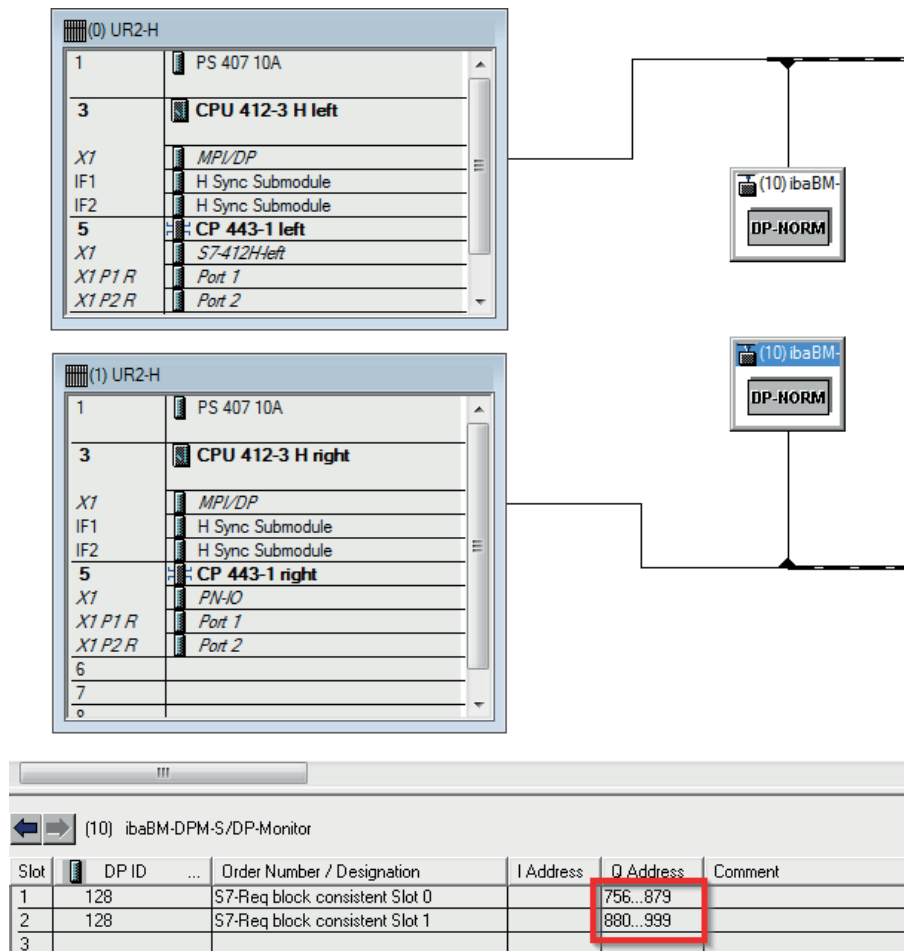 (0) UR2-H
1 PS 407 10A
3 CPU 412-3 H left
X1 MPI/DP
IF1 H Sync Submodule
IF2 H Sync Submodule
5 CP 443-1 left
X1 S7-412H-left
X1 P1 R Port 1
X1 P2 R Port 2
(10) ibaBM-
DP-NORM
(1) UR2-H
1 PS 407 10A
3 CPU 412-3 H right
X1 MPI/DP
IF1 H Sync Submodule
IF2 H Sync Submodule
5 CP 443-1 right
X1 PN-IO
X1 P1 R Port 1
X1 P2 R Port 2
6
7
(10) ibaBM-
DP-NORM
(10) ibaBM-DPM-S/DP-Monitor
Slot DP ID ... Order Number / Designation I Address Q Address Comment
1 128 S7-Req block consistent Slot 0 756...879
2 128 S7-Req block consistent Slot 1 880...999
3